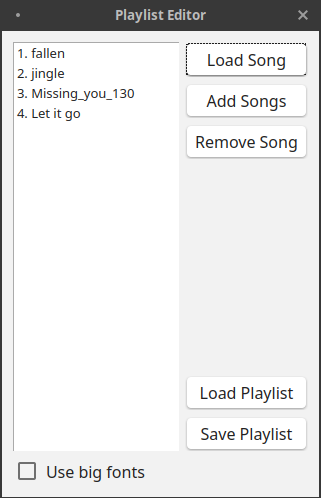 Playlist Editor
1. fallen
2. jingle
3. Missing_you_130
4. Let it go
Load Song
Add Songs
Remove Song
Load Playlist
Save Playlist
Use big fonts